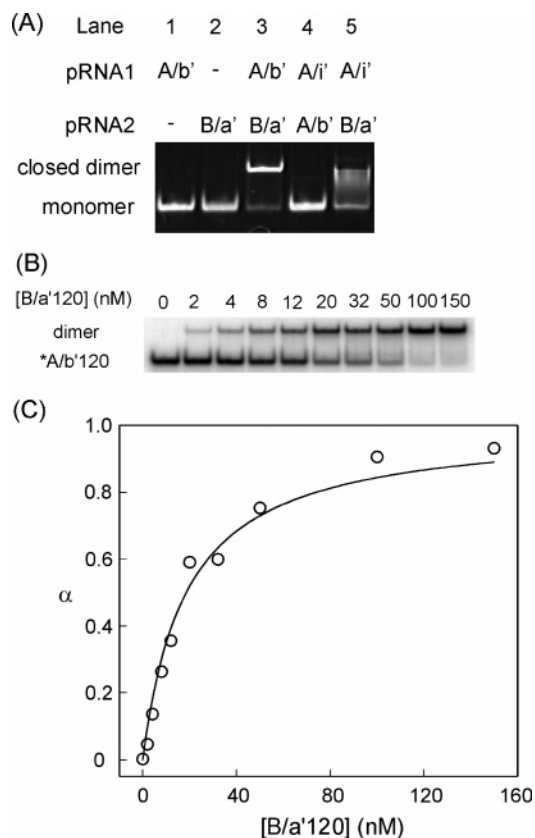 (A)
Lane 1 2 3 4 5
pRNA1 A/b' - A/b' A/i' A/i'
pRNA2 - B/a' B/a' A/b' B/a'
closed dimer
monomer
(B)
[B/a'120] (nM)
0 2 4 8 12 20 32 50 100 150
dimer
*A/b'120
(C)
1.0
0.8
0.6
α
0.4
0.2
0
0 40 80 120 160
[B/a'120] (nM)